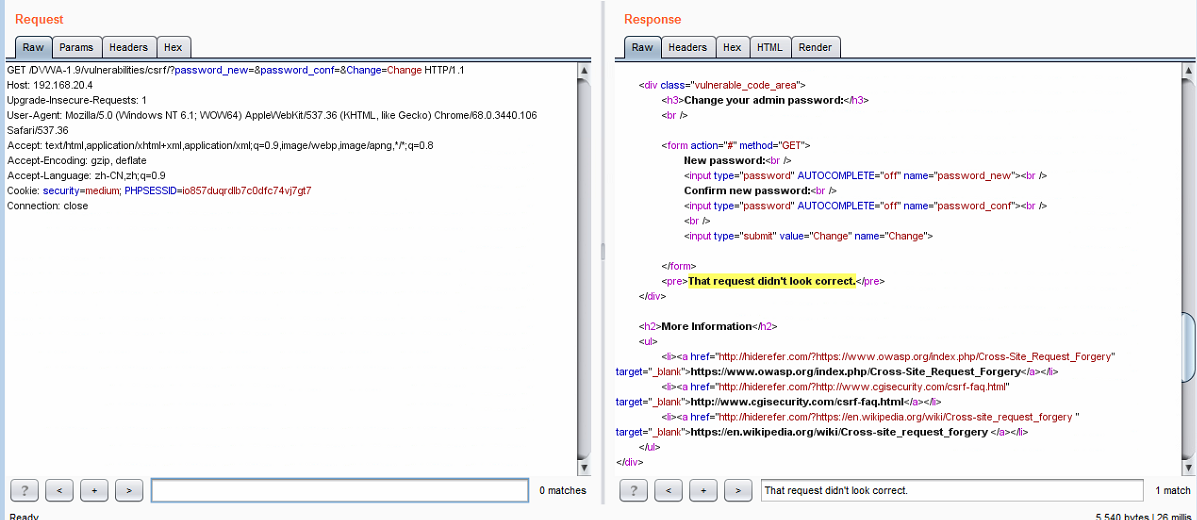 Request
Raw Params Headers Hex
GET /DVWA-1.9/vulnerabilities/csrf/?password_new=&password_conf=&Change=Change HTTP/1.1
Host: 192.168.20.4
Upgrade-Insecure-Requests: 1
User-Agent: Mozilla/5.0 (Windows NT 6.1; WOW64) AppleWebKit/537.36 (KHTML, like Gecko) Chrome/68.0.3440.106
Safari/537.36
Accept: text/html,application/xhtml+xml,application/xml;q=0.9,image/webp,image/apng,*/*;q=0.8
Accept-Encoding: gzip, deflate
Accept-Language: zh-CN,zh;q=0.9
Cookie: security=medium; PHPSESSID=io857duqrdlb7c0dfc74vj7gt7
Connection: close
? < + >
0 matches
Ready
Response
Raw Headers Hex HTML Render
<div class="vulnerable_code_area">
<h3>Change your admin password:</h3>
<br />
<form action="#" method="GET">
New password:<br />
<input type="password" AUTOCOMPLETE="off" name="password_new"><br />
Confirm new password:<br />
<input type="password" AUTOCOMPLETE="off" name="password_conf"><br />
<br />
<input type="submit" value="Change" name="Change">
</form>
<pre>That request didn't look correct.</pre>
</div>
<h2>More Information</h2>
<ul>
<li><a href="http://hiderefer.com/?https://www.owasp.org/index.php/Cross-Site_Request_Forgery"
target="_blank">https://www.owasp.org/index.php/Cross-Site_Request_Forgery</a></li>
<li><a href="http://hiderefer.com/?http://www.cgisecurity.com/csrf-faq.html"
target="_blank">http://www.cgisecurity.com/csrf-faq.html</a></li>
<li><a href="http://hiderefer.com/?https://en.wikipedia.org/wiki/Cross-site_request_forgery "
target="_blank">https://en.wikipedia.org/wiki/Cross-site_request_forgery </a></li>
</ul>
</div>
? < + > That request didn't look correct. 1 match
5,540 bytes | 26 millis